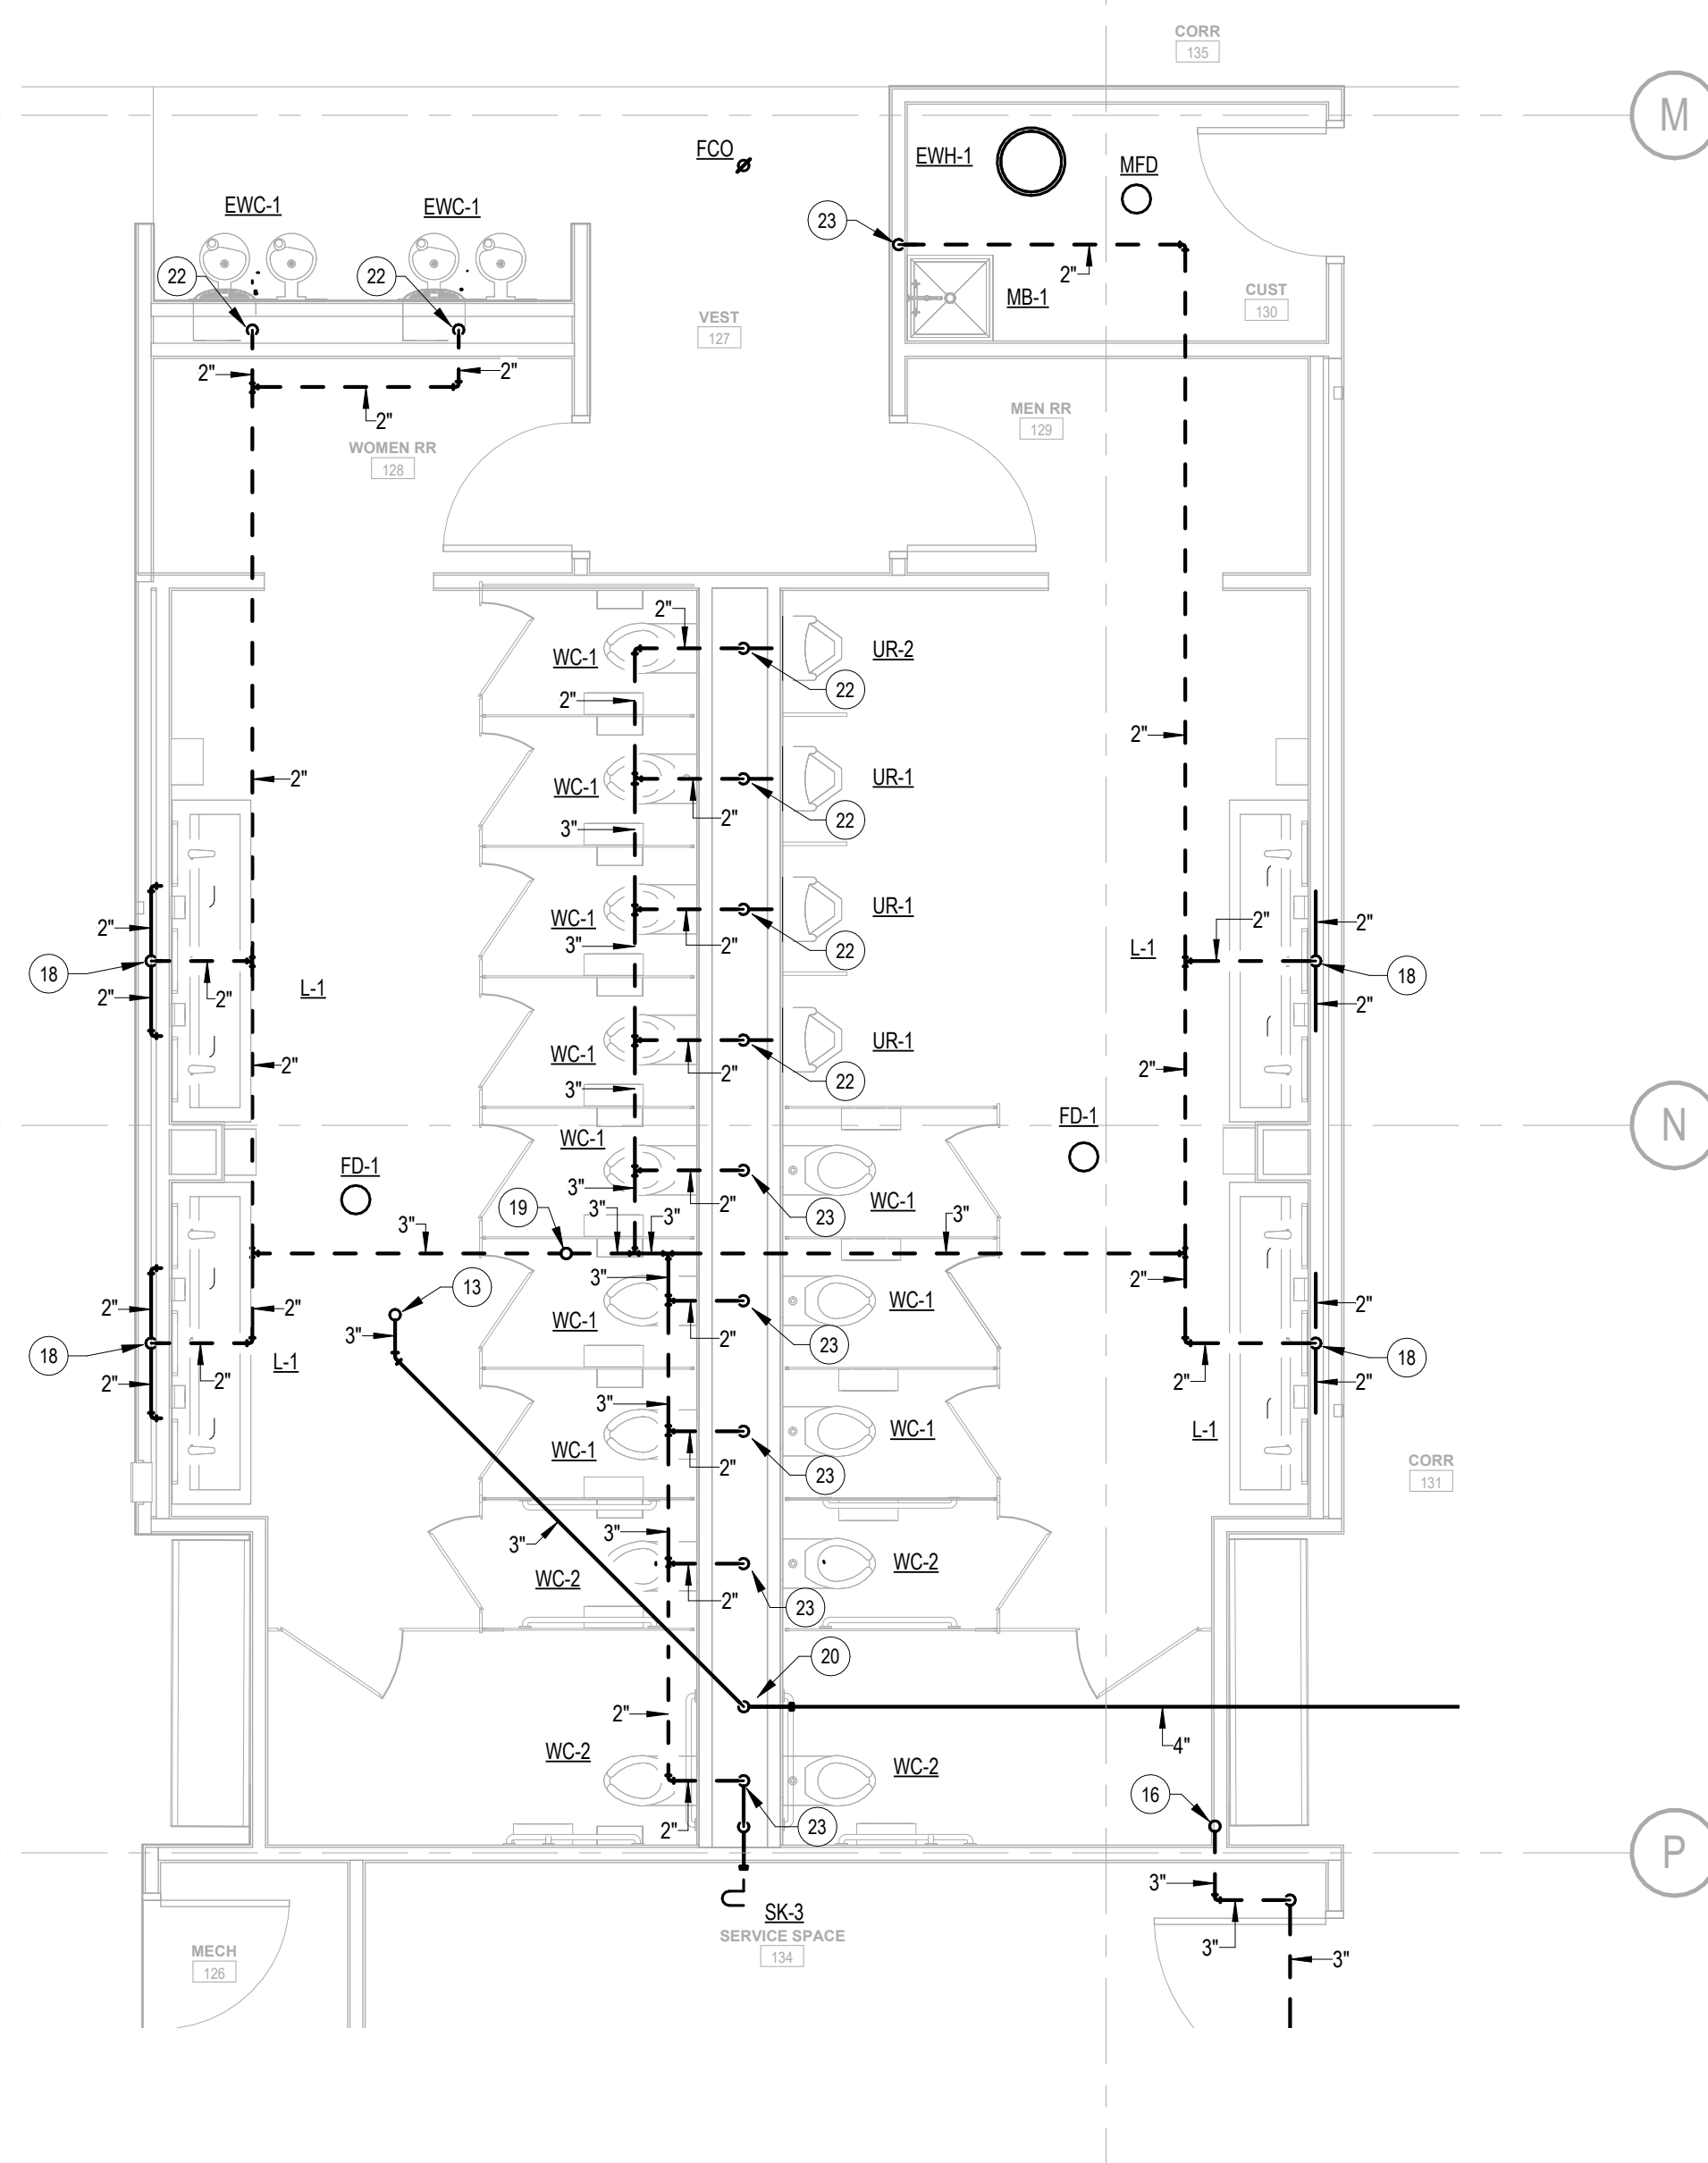 CORR
135
M
FCO
EWH-1
MFD
EWC-1
EWC-1
23
22
22
2"
MB-1
CUST
130
VEST
127
2"
2"
2"
MEN RR
129
WOMEN RR
128
2"
WC-1
UR-2
22
2"
2"
2"
WC-1
UR-1
2"
22
3"
2"
WC-1
UR-1
2"
2"
L-1
18
3"
2"
22
18
2"
2"
L-1
2"
WC-1
UR-1
2"
2"
2"
22
3"
FD-1
N
WC-1
FD-1
3"
2"
WC-1
19
3"
3"
23
3"
3"
3"
2"
13
WC-1
WC-1
2"
2"
2"
3"
2"
23
18
L-1
18
2"
2"
2"
2"
3"
WC-1
WC-1
L-1
2"
23
CORR
131
3"
3"
WC-2
WC-2
2"
23
20
2"
4"
WC-2
WC-2
16
2"
23
P
3"
SK-3
SERVICE SPACE
134
3"
3"
MECH
126